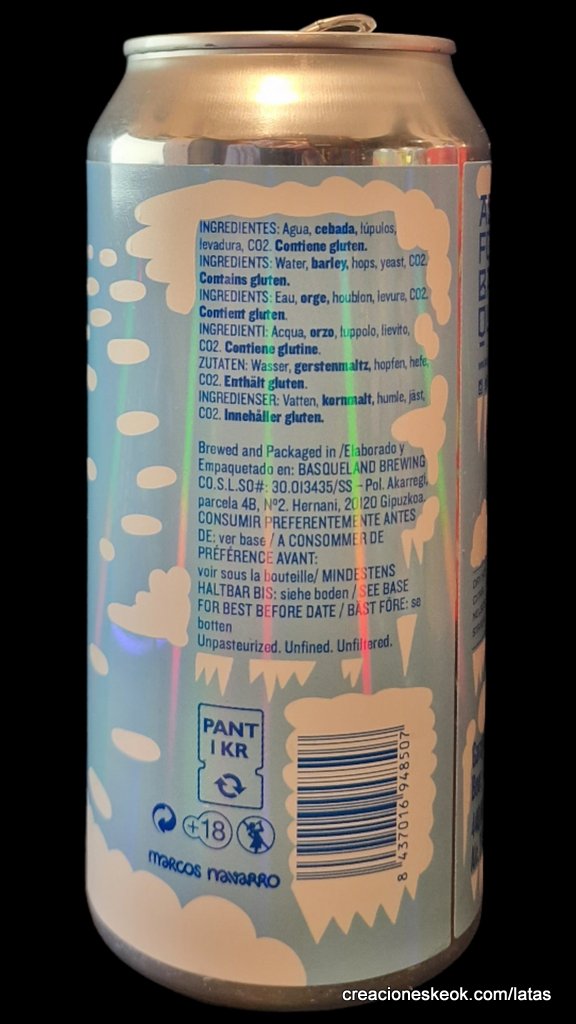 INGREDIENTES: Agua, cebada, lúpulos,
levadura, CO2. Contiene gluten.
INGREDIENTS: Water, barley, hops, yeast, CO2.
Contains gluten.
INGREDIENTS: Eau, orge, houblon, levure, CO2.
Contient gluten.
INGREDIENTI: Acqua, orzo, luppolo, lievito,
CO2. Contiene glutine.
ZUTATEN: Wasser, gerstenmaltz, hopfen, hefe,
CO2. Enthält gluten.
INGREDIENSER: Vatten, kornmalt, humle, jäst,
CO2. Innehåller gluten.
Brewed and Packaged in /Elaborado y
Empaquetado en: BASQUELAND BREWING
CO.S.L.SO#: 30.013435/SS - Pol. Akarregi,
parcela 4B, Nº2. Hernani, 20120 Gipuzkoa.
CONSUMIR PREFERENTEMENTE ANTES
DE: ver base / A CONSOMMER DE
PRÉFÉRENCE AVANT:
voir sous la bouteille/ MINDESTENS
HALTBAR BIS: siehe boden / SEE BASE
FOR BEST BEFORE DATE / BÄST FÖRE: se
botten
Unpasteurized. Unfined. Unfiltered.
PANT
1 KR
+18
marcos navarro
8 437016 948507
creacioneskeok.com/latas